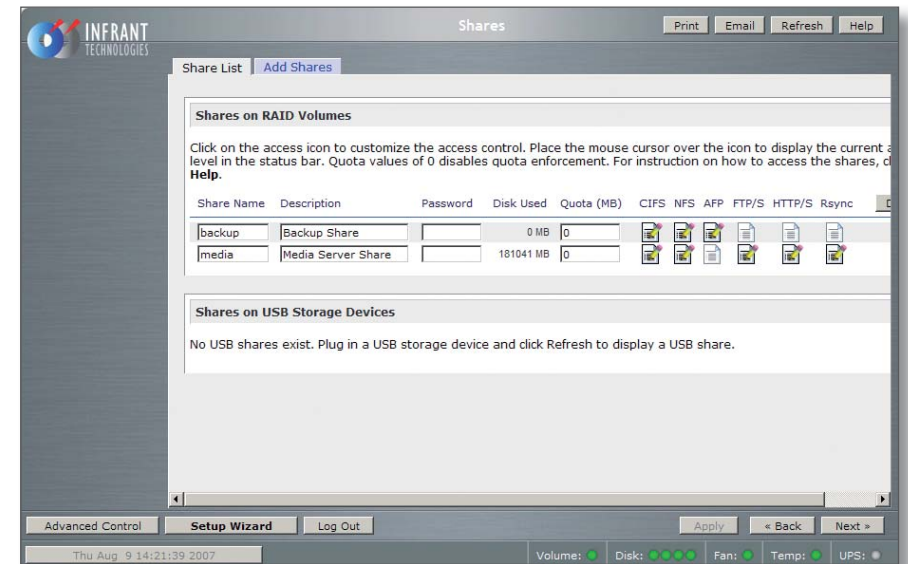 INFRANT
TECHNOLOGIES
Shares
Print Email Refresh Help
Share List Add Shares
Shares on RAID Volumes
Click on the access icon to customize the access control. Place the mouse cursor over the icon to display the current
level in the status bar. Quota values of 0 disables quota enforcement. For instruction on how to access the shares,
Help.
Share Name Description Password Disk Used Quota (MB) CIFS NFS AFP FTP/S HTTP/S Rsync
backup Backup Share 0 MB 0
media Media Server Share 181041 MB 0
Shares on USB Storage Devices
No USB shares exist. Plug in a USB storage device and click Refresh to display a USB share.
Advanced Control Setup Wizard Log Out Apply « Back Next »
Thu Aug 9 14:21:39 2007 Volume: Disk: Fan: Temp: UPS: